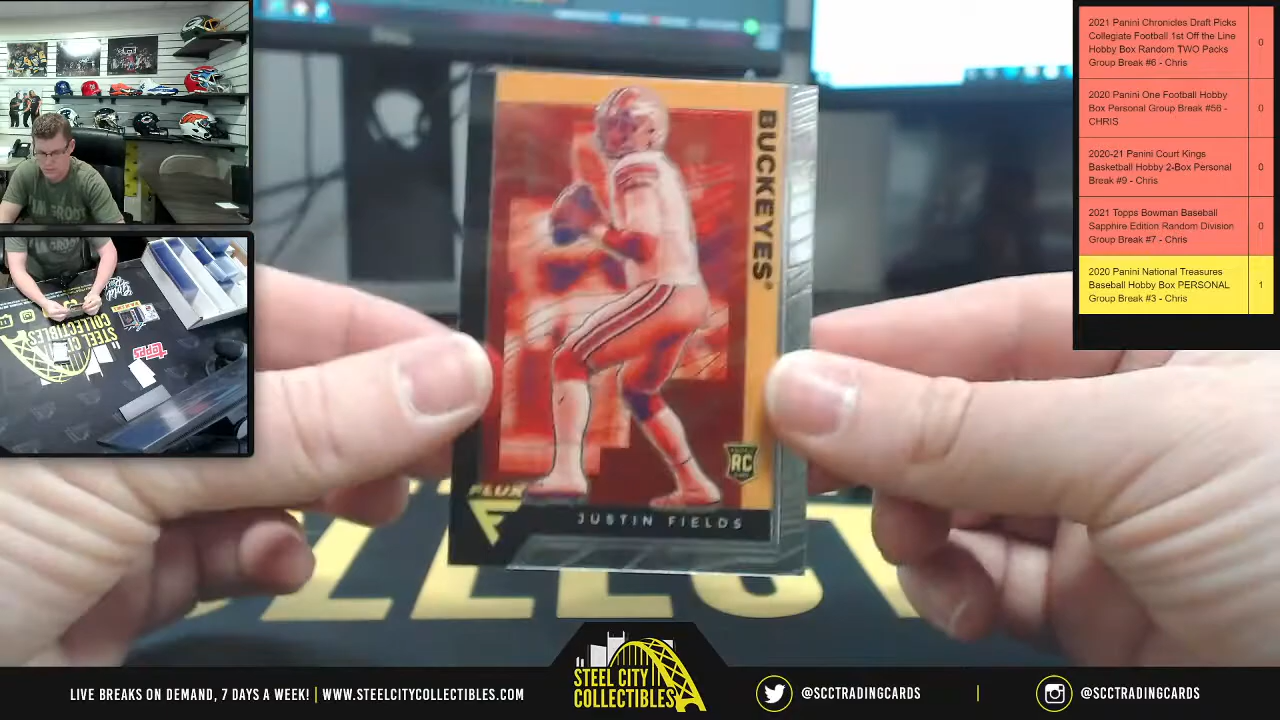 2021 Panini Chronicles Draft Picks
Collegiate Football 1st Off the Line
Hobby Box Random TWO Packs
Group Break #6 - Chris
0
2020 Panini One Football Hobby
Box Personal Group Break #56 -
CHRIS
0
2020-21 Panini Court Kings
Basketball Hobby 2-Box Personal
Break #9 - Chris
0
2021 Topps Bowman Baseball
Sapphire Edition Random Division
Group Break #7 - Chris
0
2020 Panini National Treasures
Baseball Hobby Box PERSONAL
Group Break #3 - Chris
1
BUCKEYES
RC
FLUX
F
JUSTIN FIELDS
STEEL CITY
COLLECTIBLES
topps
LIVE BREAKS ON DEMAND, 7 DAYS A WEEK! | WWW.STEELCITYCOLLECTIBLES.COM
STEEL CITY
COLLECTIBLES
@SCCTRADINGCARDS
|
@SCCTRADINGCARDS